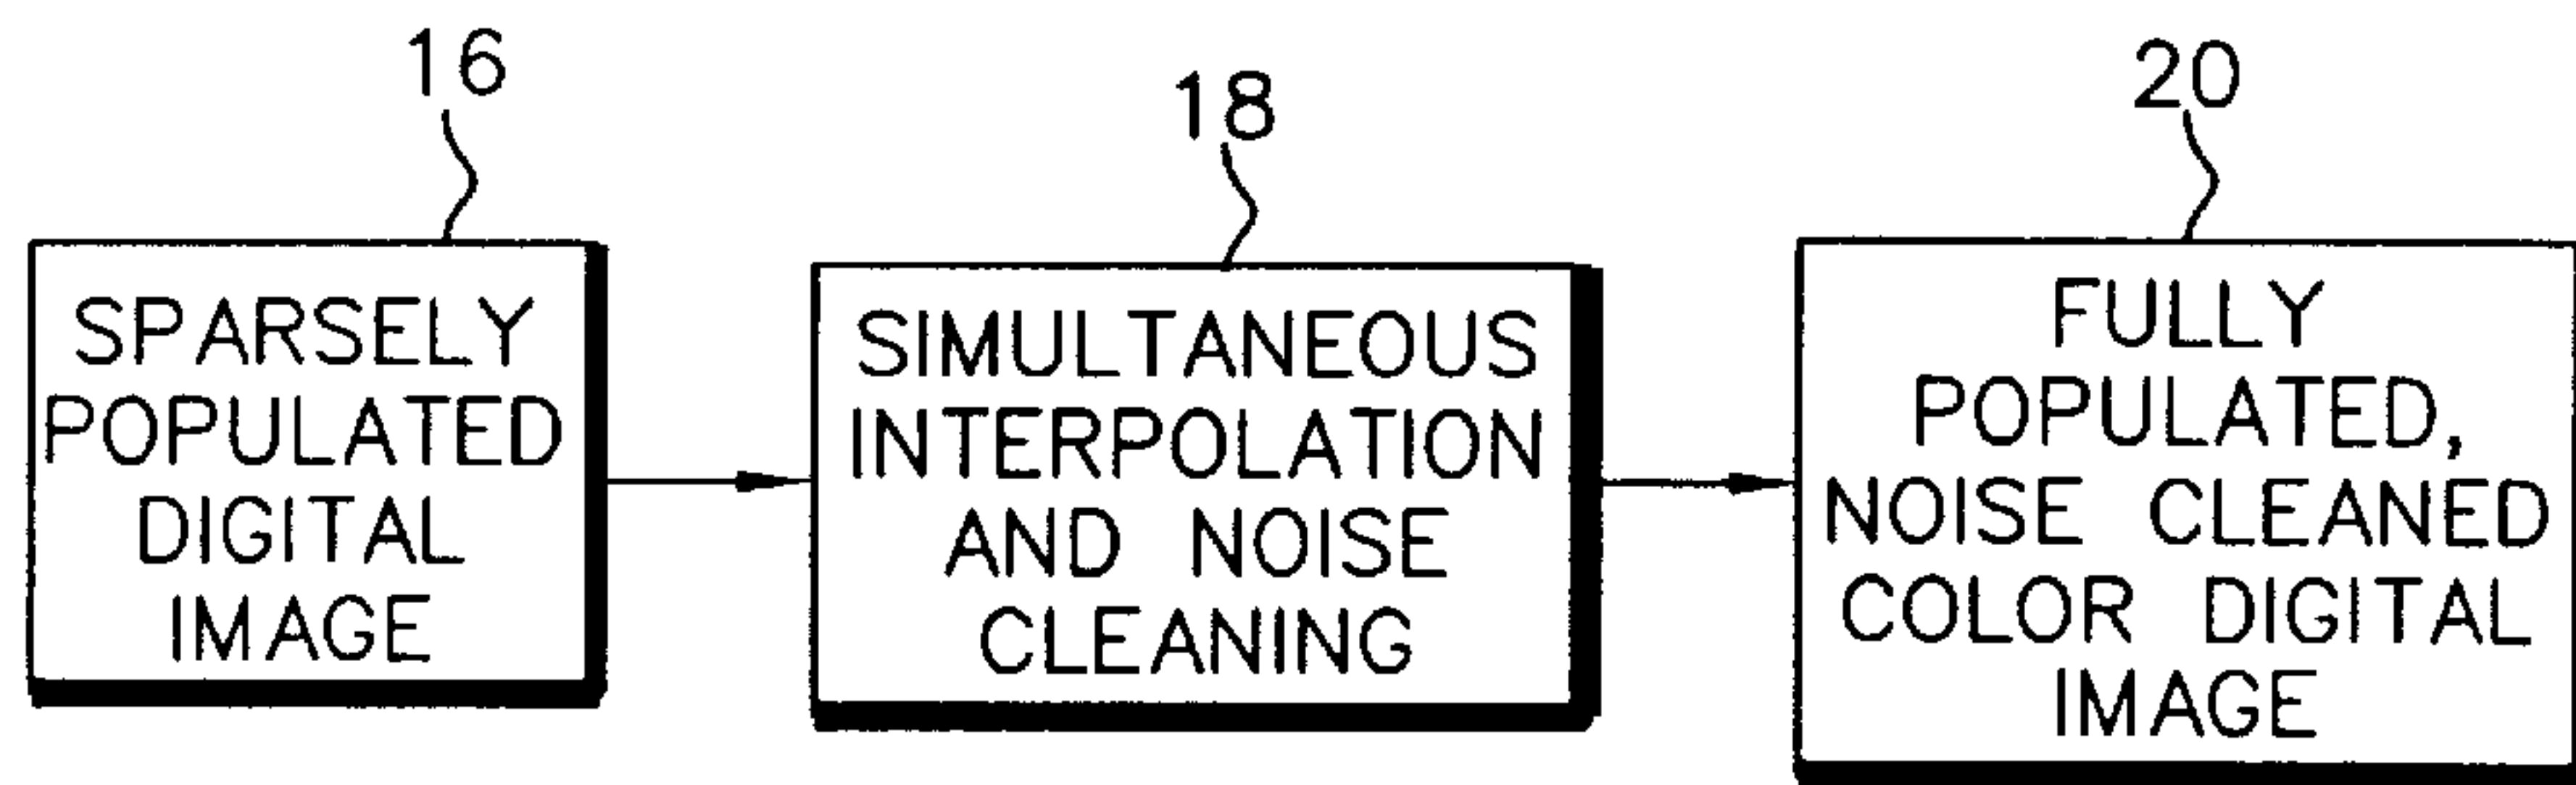 16
SPARSELY
POPULATED
DIGITAL
IMAGE
18
SIMULTANEOUS
INTERPOLATION
AND NOISE
CLEANING
20
FULLY
POPULATED,
NOISE CLEANED
COLOR DIGITAL
IMAGE